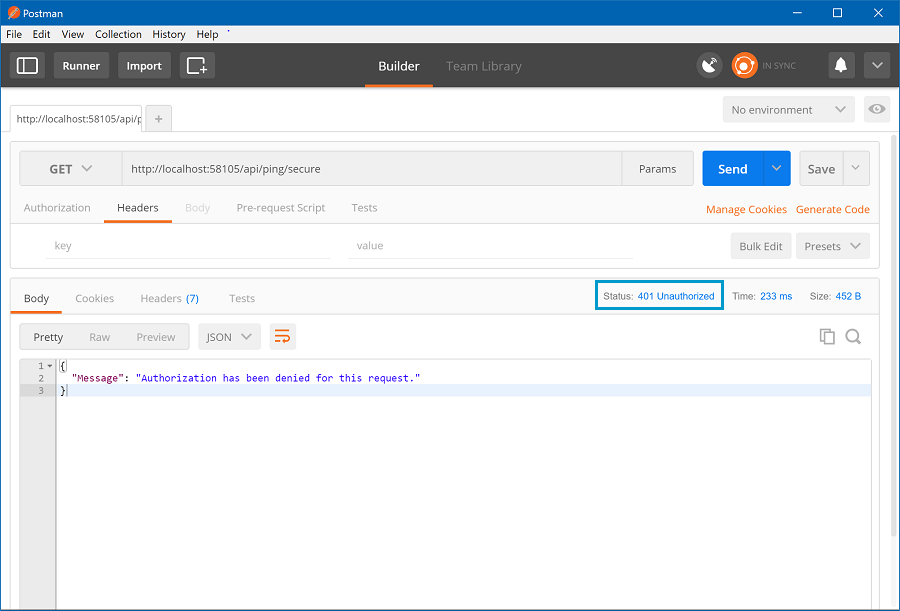 Postman
File Edit View Collection History Help
Runner Import Builder Team Library IN SYNC
No environment
http://localhost:58105/api/p +
GET http://localhost:58105/api/ping/secure Params Send Save
Authorization Headers Body Pre-request Script Tests Manage Cookies Generate Code
key value Bulk Edit Presets
Body Cookies Headers (7) Tests Status: 401 Unauthorized Time: 233 ms Size: 452 B
Pretty Raw Preview JSON
1 {
2 "Message": "Authorization has been denied for this request."
3 }